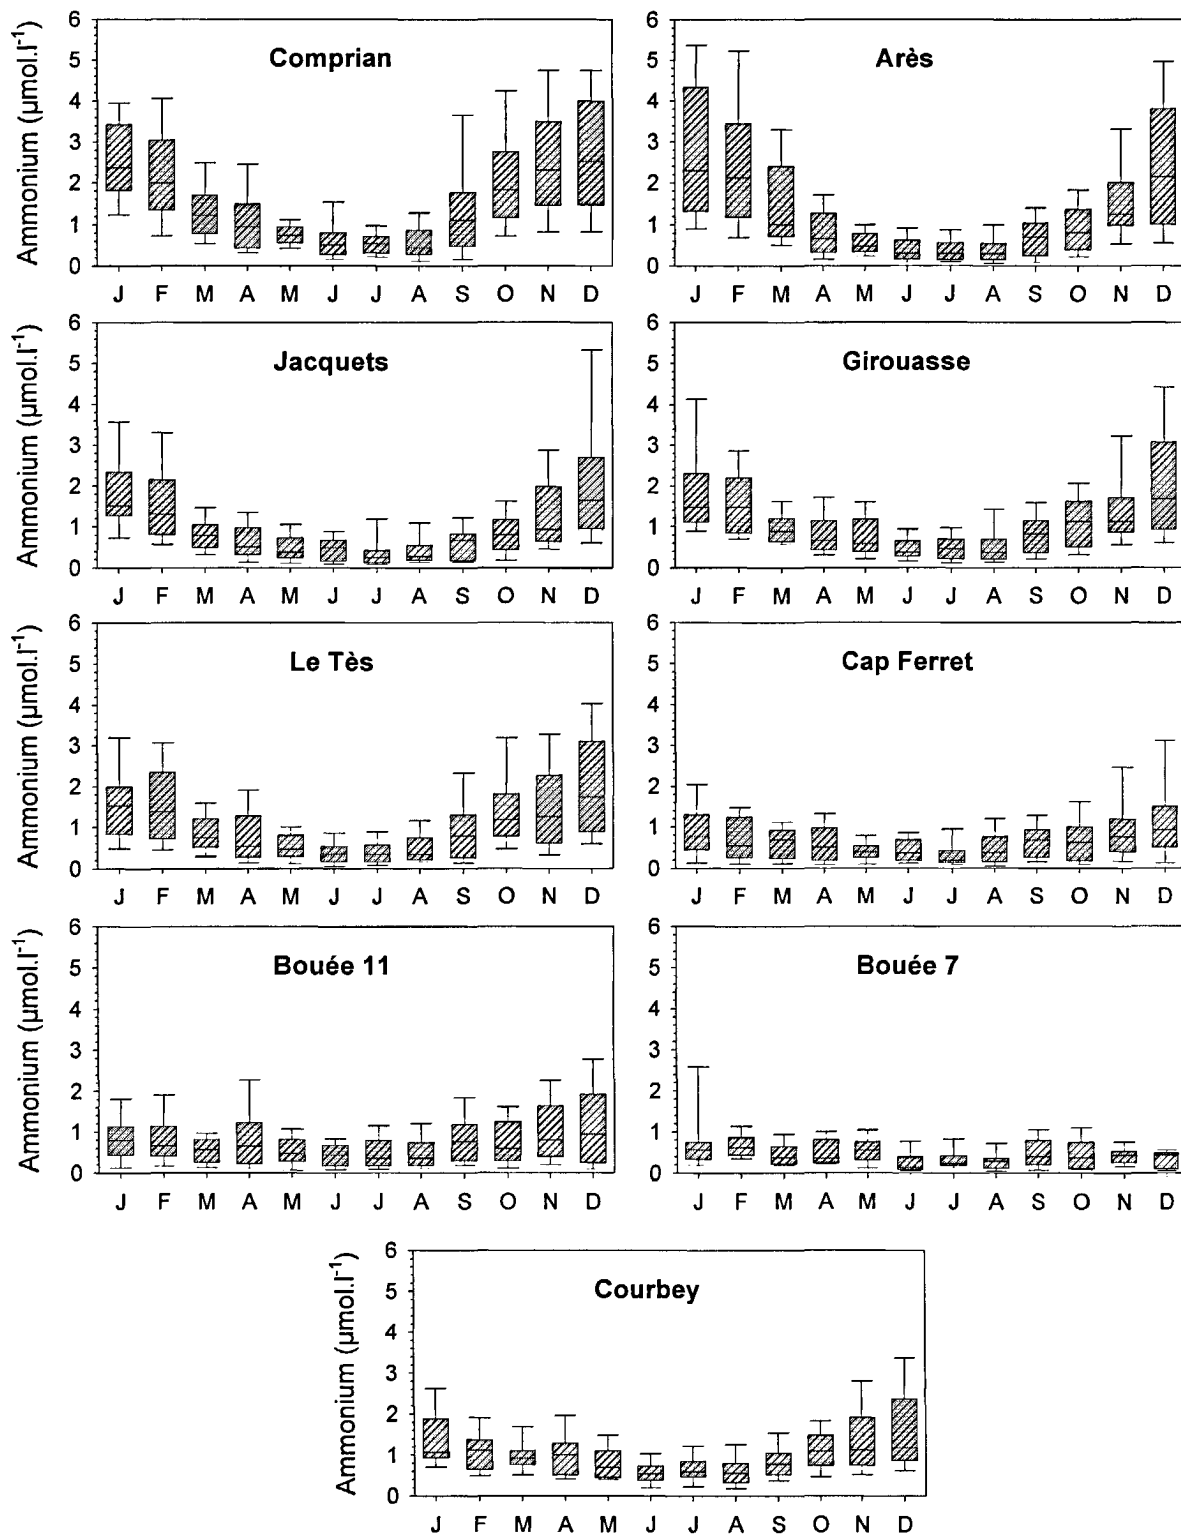 Comprian
Ammonium (µmol.l⁻¹)
6
5
4
3
2
1
0
J F M A M J J A S O N D
Arès
6
5
4
3
2
1
0
J F M A M J J A S O N D
Jacquets
Ammonium (µmol.l⁻¹)
6
5
4
3
2
1
0
J F M A M J J A S O N D
Girouasse
6
5
4
3
2
1
0
J F M A M J J A S O N D
Le Tès
Ammonium (µmol.l⁻¹)
6
5
4
3
2
1
0
J F M A M J J A S O N D
Cap Ferret
6
5
4
3
2
1
0
J F M A M J J A S O N D
Bouée 11
Ammonium (µmol.l⁻¹)
6
5
4
3
2
1
0
J F M A M J J A S O N D
Bouée 7
6
5
4
3
2
1
0
J F M A M J J A S O N D
Courbey
Ammonium (µmol.l⁻¹)
6
5
4
3
2
1
0
J F M A M J J A S O N D